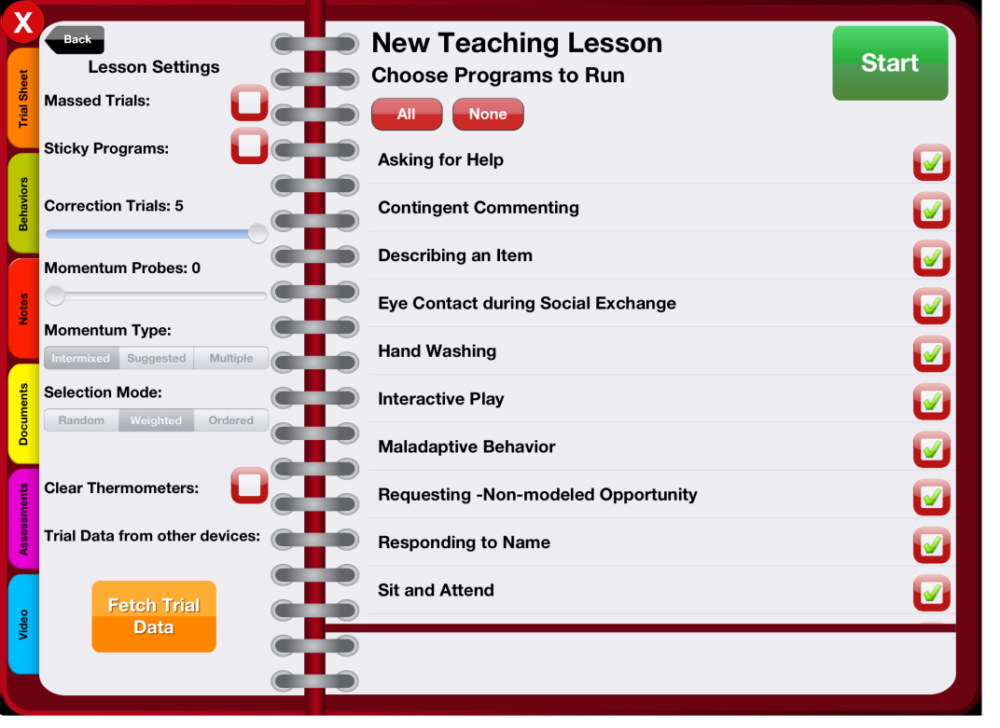 X
Back
Lesson Settings
Massed Trials:
Sticky Programs:
Correction Trials: 5
Momentum Probes: 0
Momentum Type:
Intermixed Suggested Multiple
Selection Mode:
Random Weighted Ordered
Clear Thermometers:
Trial Data from other devices:
Fetch Trial
Data
Trial Sheet
Behaviors
Notes
Documents
Assessments
Video
New Teaching Lesson
Choose Programs to Run
Start
All None
Asking for Help
Contingent Commenting
Describing an Item
Eye Contact during Social Exchange
Hand Washing
Interactive Play
Maladaptive Behavior
Requesting -Non-modeled Opportunity
Responding to Name
Sit and Attend